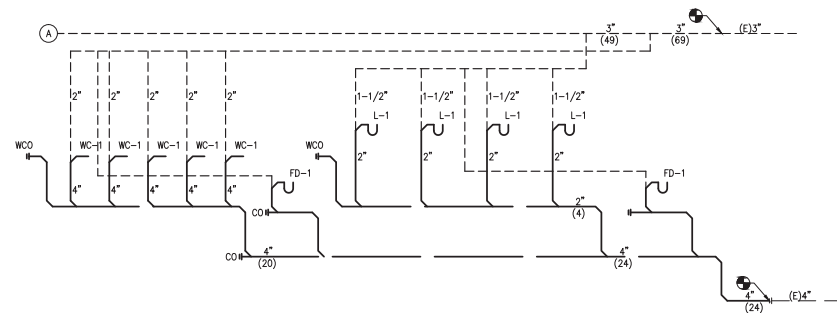 A 3" 3" (E)3"
(49) (69)
2" 2" 2" 2" 2" 1-1/2" 1-1/2" 1-1/2" 1-1/2"
L-1 L-1 L-1 L-1
WCO WC-1 WC-1 WC-1 WC-1 WC-1 WCO 2" 2" 2" 2"
FD-1 FD-1
4" 4" 4" 4" 4"
2"
CO (4)
CO 4" 4"
(20) (24)
4" (E)4"
(24)